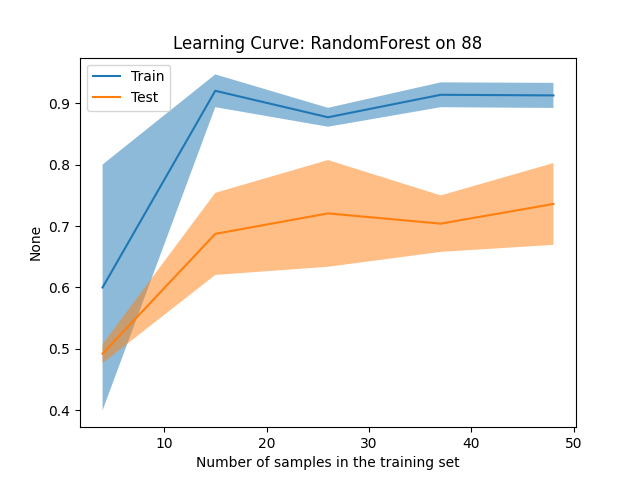 Learning Curve: RandomForest on 88
Train
Test
0.9
0.8
0.7
0.6
0.5
0.4
None
10
20
30
40
50
Number of samples in the training set